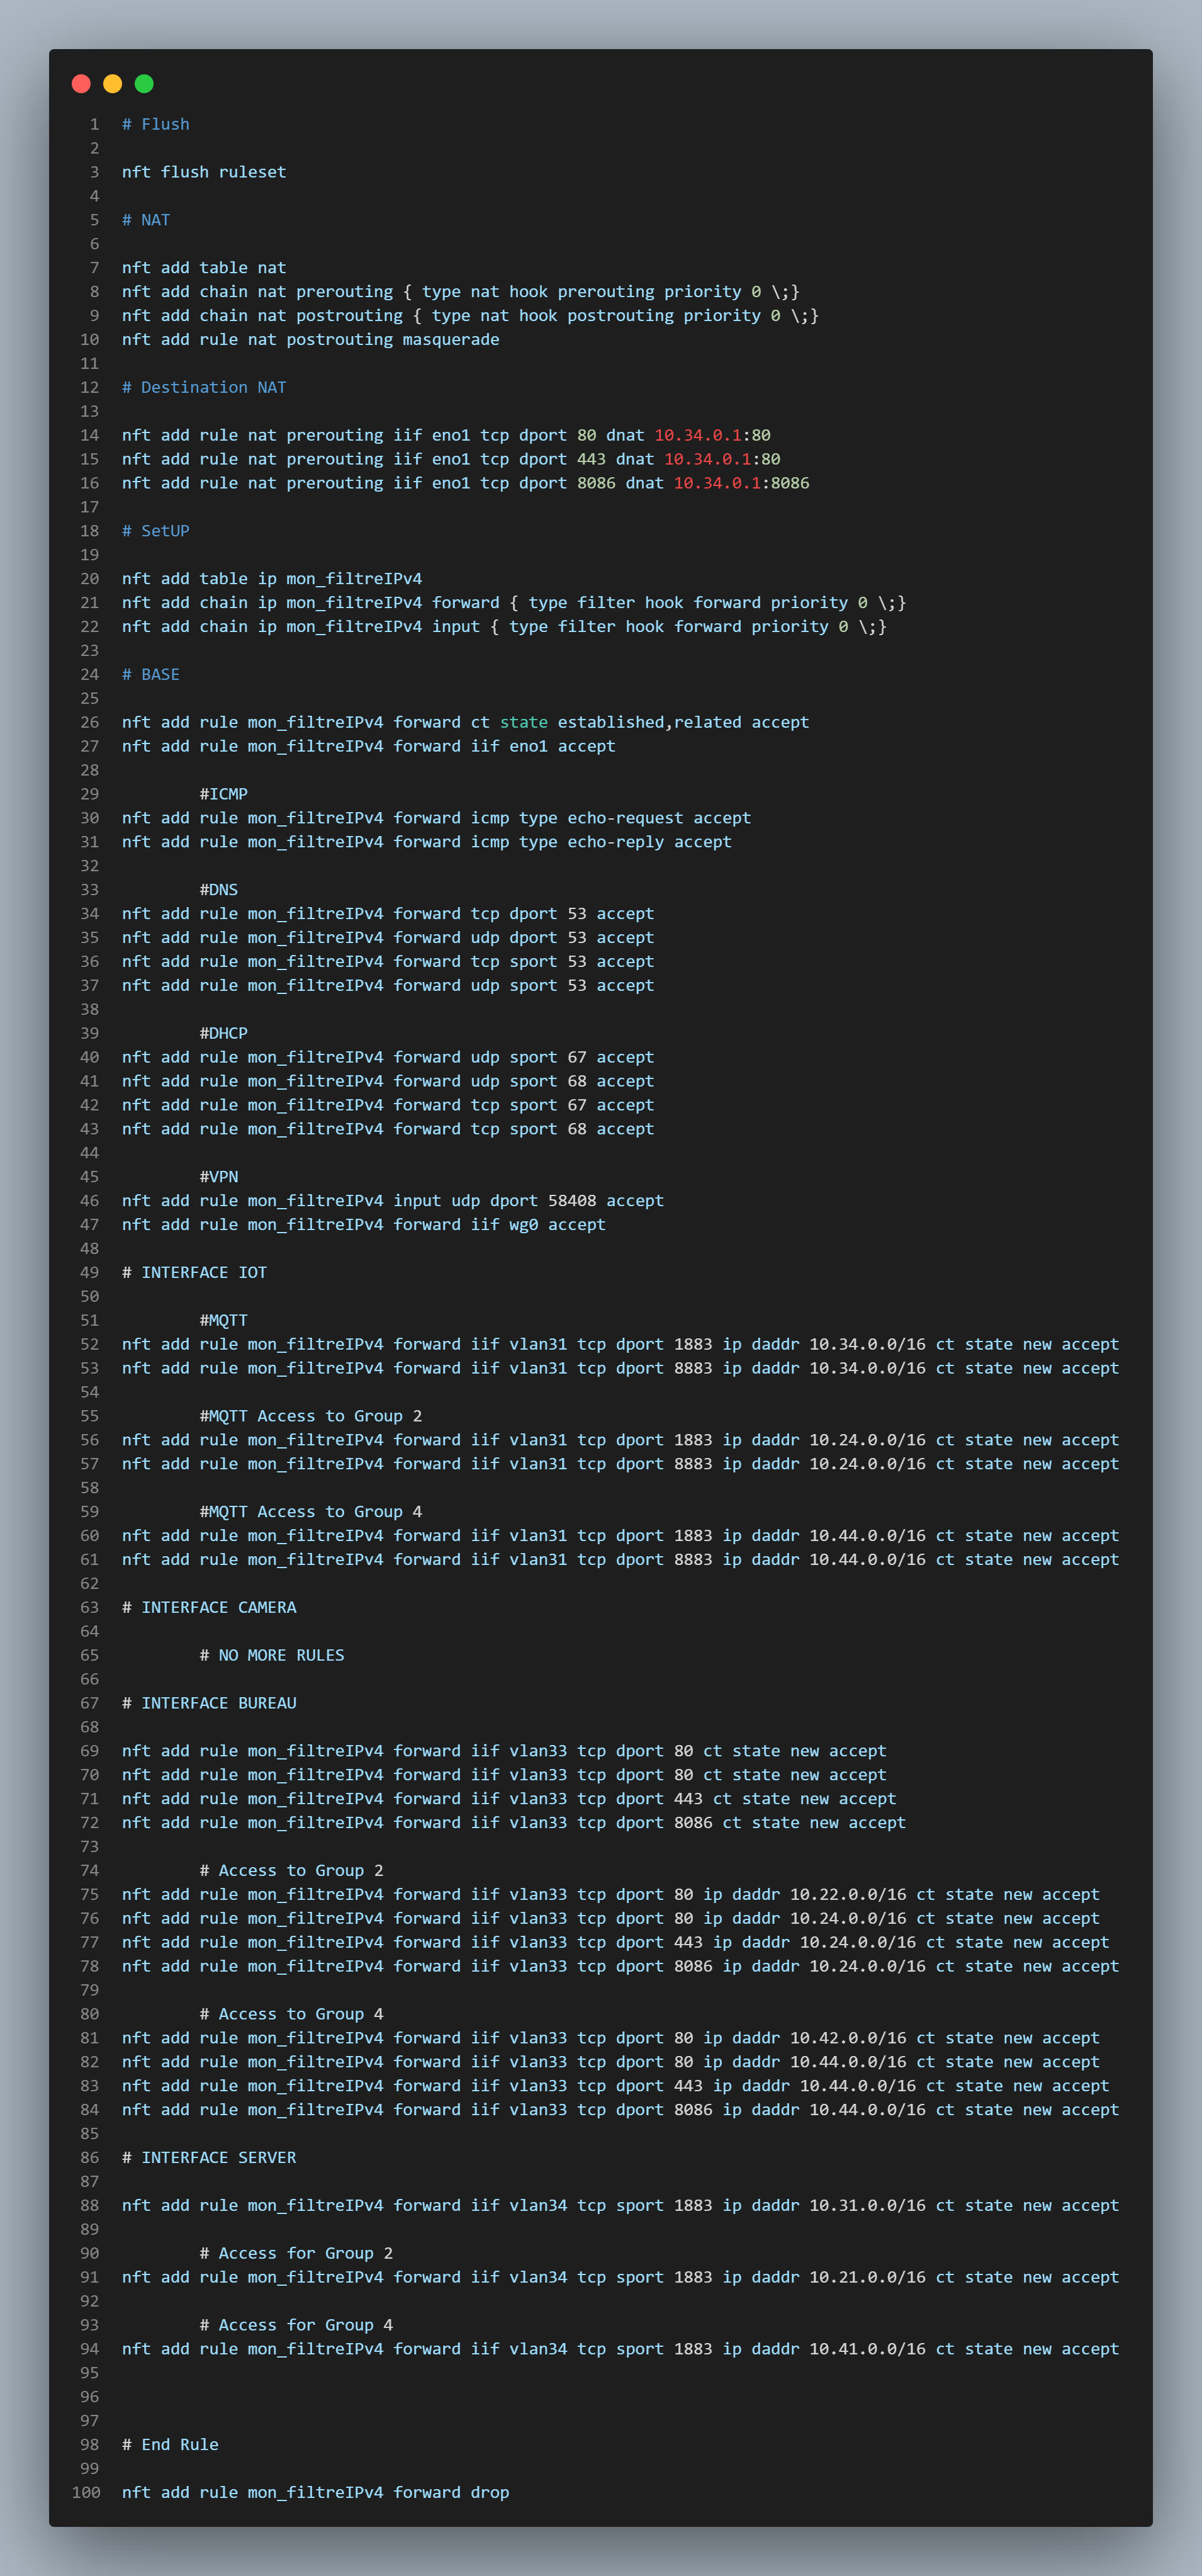 1 # Flush
2
3 nft flush ruleset
4
5 # NAT
6
7 nft add table nat
8 nft add chain nat prerouting { type nat hook prerouting priority 0 \;}
9 nft add chain nat postrouting { type nat hook postrouting priority 0 \;}
10 nft add rule nat postrouting masquerade
11
12 # Destination NAT
13
14 nft add rule nat prerouting iif eno1 tcp dport 80 dnat 10.34.0.1:80
15 nft add rule nat prerouting iif eno1 tcp dport 443 dnat 10.34.0.1:80
16 nft add rule nat prerouting iif eno1 tcp dport 8086 dnat 10.34.0.1:8086
17
18 # SetUP
19
20 nft add table ip mon_filtreIPv4
21 nft add chain ip mon_filtreIPv4 forward { type filter hook forward priority 0 \;}
22 nft add chain ip mon_filtreIPv4 input { type filter hook forward priority 0 \;}
23
24 # BASE
25
26 nft add rule mon_filtreIPv4 forward ct state established,related accept
27 nft add rule mon_filtreIPv4 forward iif eno1 accept
28
29 #ICMP
30 nft add rule mon_filtreIPv4 forward icmp type echo-request accept
31 nft add rule mon_filtreIPv4 forward icmp type echo-reply accept
32
33 #DNS
34 nft add rule mon_filtreIPv4 forward tcp dport 53 accept
35 nft add rule mon_filtreIPv4 forward udp dport 53 accept
36 nft add rule mon_filtreIPv4 forward tcp sport 53 accept
37 nft add rule mon_filtreIPv4 forward udp sport 53 accept
38
39 #DHCP
40 nft add rule mon_filtreIPv4 forward udp sport 67 accept
41 nft add rule mon_filtreIPv4 forward udp sport 68 accept
42 nft add rule mon_filtreIPv4 forward tcp sport 67 accept
43 nft add rule mon_filtreIPv4 forward tcp sport 68 accept
44
45 #VPN
46 nft add rule mon_filtreIPv4 input udp dport 58408 accept
47 nft add rule mon_filtreIPv4 forward iif wg0 accept
48
49 # INTERFACE IOT
50
51 #MQTT
52 nft add rule mon_filtreIPv4 forward iif vlan31 tcp dport 1883 ip daddr 10.34.0.0/16 ct state new accept
53 nft add rule mon_filtreIPv4 forward iif vlan31 tcp dport 8883 ip daddr 10.34.0.0/16 ct state new accept
54
55 #MQTT Access to Group 2
56 nft add rule mon_filtreIPv4 forward iif vlan31 tcp dport 1883 ip daddr 10.24.0.0/16 ct state new accept
57 nft add rule mon_filtreIPv4 forward iif vlan31 tcp dport 8883 ip daddr 10.24.0.0/16 ct state new accept
58
59 #MQTT Access to Group 4
60 nft add rule mon_filtreIPv4 forward iif vlan31 tcp dport 1883 ip daddr 10.44.0.0/16 ct state new accept
61 nft add rule mon_filtreIPv4 forward iif vlan31 tcp dport 8883 ip daddr 10.44.0.0/16 ct state new accept
62
63 # INTERFACE CAMERA
64
65 # NO MORE RULES
66
67 # INTERFACE BUREAU
68
69 nft add rule mon_filtreIPv4 forward iif vlan33 tcp dport 80 ct state new accept
70 nft add rule mon_filtreIPv4 forward iif vlan33 tcp dport 80 ct state new accept
71 nft add rule mon_filtreIPv4 forward iif vlan33 tcp dport 443 ct state new accept
72 nft add rule mon_filtreIPv4 forward iif vlan33 tcp dport 8086 ct state new accept
73
74 # Access to Group 2
75 nft add rule mon_filtreIPv4 forward iif vlan33 tcp dport 80 ip daddr 10.22.0.0/16 ct state new accept
76 nft add rule mon_filtreIPv4 forward iif vlan33 tcp dport 80 ip daddr 10.24.0.0/16 ct state new accept
77 nft add rule mon_filtreIPv4 forward iif vlan33 tcp dport 443 ip daddr 10.24.0.0/16 ct state new accept
78 nft add rule mon_filtreIPv4 forward iif vlan33 tcp dport 8086 ip daddr 10.24.0.0/16 ct state new accept
79
80 # Access to Group 4
81 nft add rule mon_filtreIPv4 forward iif vlan33 tcp dport 80 ip daddr 10.42.0.0/16 ct state new accept
82 nft add rule mon_filtreIPv4 forward iif vlan33 tcp dport 80 ip daddr 10.44.0.0/16 ct state new accept
83 nft add rule mon_filtreIPv4 forward iif vlan33 tcp dport 443 ip daddr 10.44.0.0/16 ct state new accept
84 nft add rule mon_filtreIPv4 forward iif vlan33 tcp dport 8086 ip daddr 10.44.0.0/16 ct state new accept
85
86 # INTERFACE SERVER
87
88 nft add rule mon_filtreIPv4 forward iif vlan34 tcp sport 1883 ip daddr 10.31.0.0/16 ct state new accept
89
90 # Access for Group 2
91 nft add rule mon_filtreIPv4 forward iif vlan34 tcp sport 1883 ip daddr 10.21.0.0/16 ct state new accept
92
93 # Access for Group 4
94 nft add rule mon_filtreIPv4 forward iif vlan34 tcp sport 1883 ip daddr 10.41.0.0/16 ct state new accept
95
96
97
98 # End Rule
99
100 nft add rule mon_filtreIPv4 forward drop